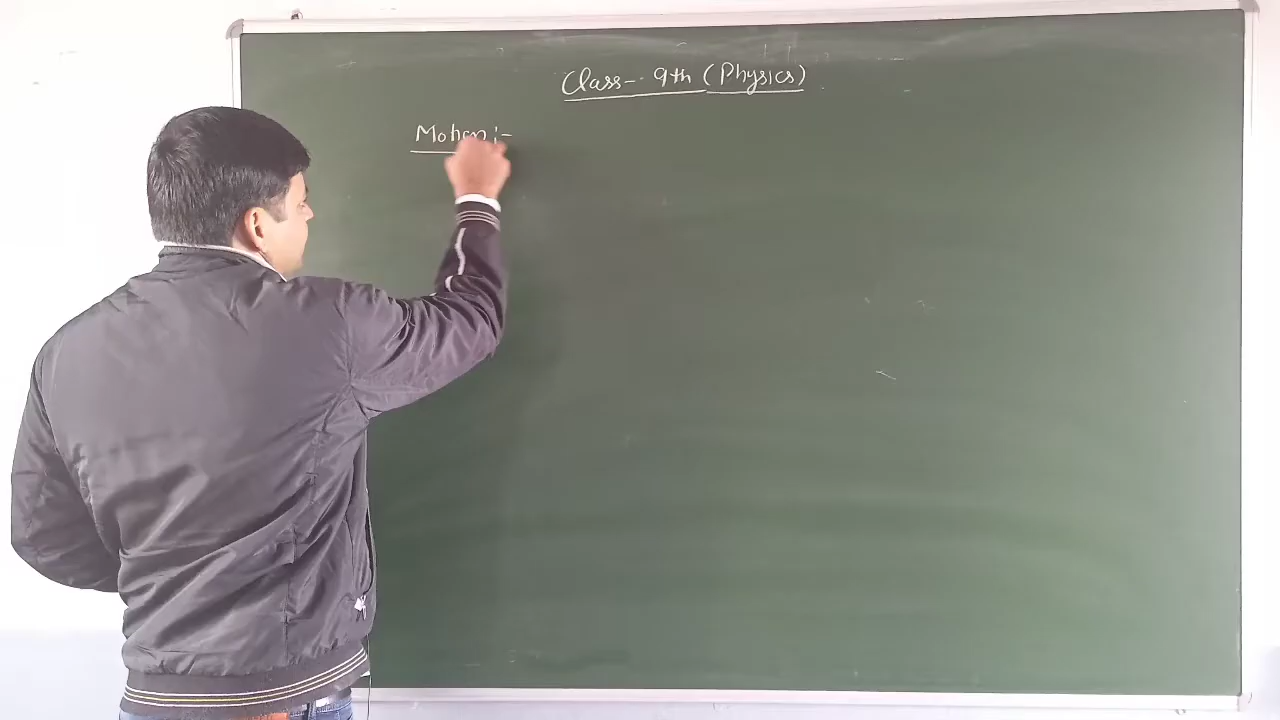 Class-- 9th (Physics)
Motion :-